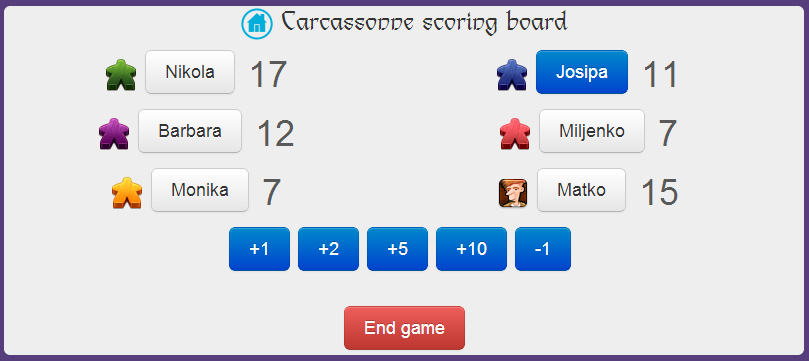 Carcassonne scoring board
Nikola 17 Josipa 11
Barbara 12 Miljenko 7
Monika 7 Matko 15
+1 +2 +5 +10 -1
End game